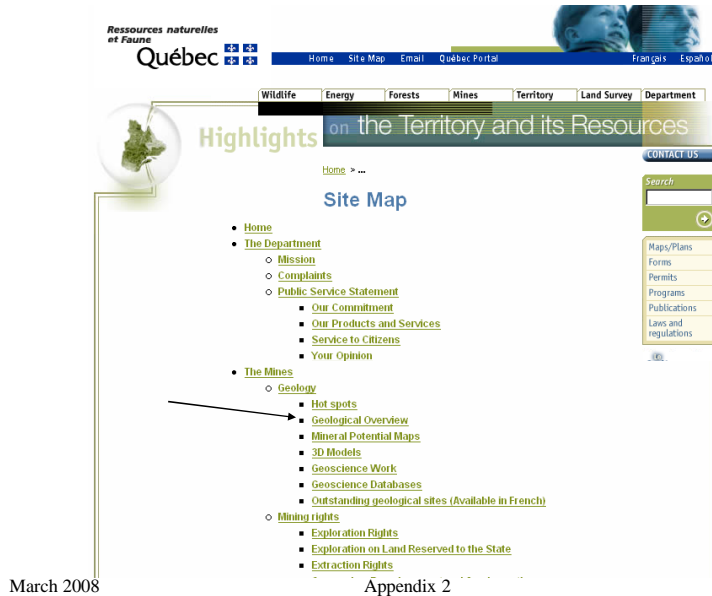 Ressources naturelles
et Faune
Québec
Home Site Map Email Québec Portal Français Español
Wildlife Energy Forests Mines Territory Land Survey Department
Highlights on the Territory and its Resources
CONTACT US
Home > ...
Search
Site Map
Maps/Plans
Forms
Permits
Programs
Publications
Laws and
regulations
Home
The Department
Mission
Complaints
Public Service Statement
Our Commitment
Our Products and Services
Service to Citizens
Your Opinion
The Mines
Geology
Hot spots
Geological Overview
Mineral Potential Maps
3D Models
Geoscience Work
Geoscience Databases
Outstanding geological sites (Available in French)
Mining rights
Exploration Rights
Exploration on Land Reserved to the State
Extraction Rights
March 2008 Appendix 2